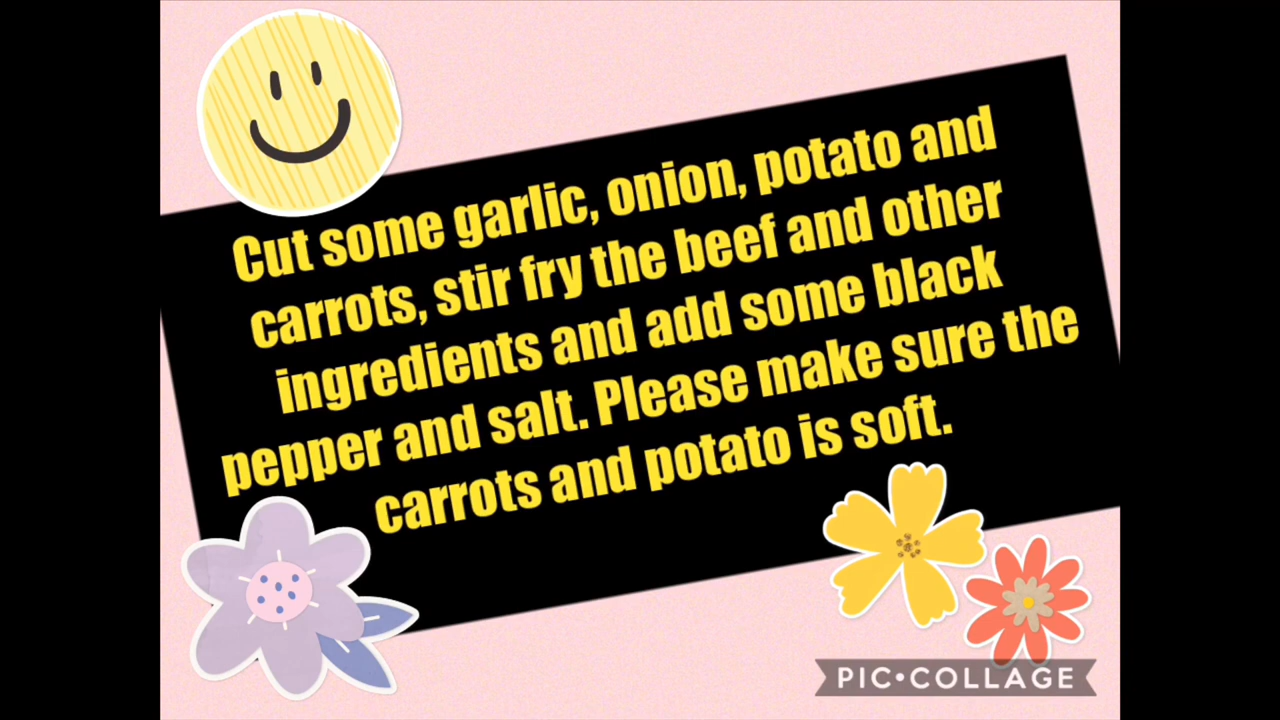 Cut some garlic, onion, potato and
carrots, stir fry the beef and other
ingredients and add some black
pepper and salt. Please make sure the
carrots and potato is soft.
PIC•COLLAGE